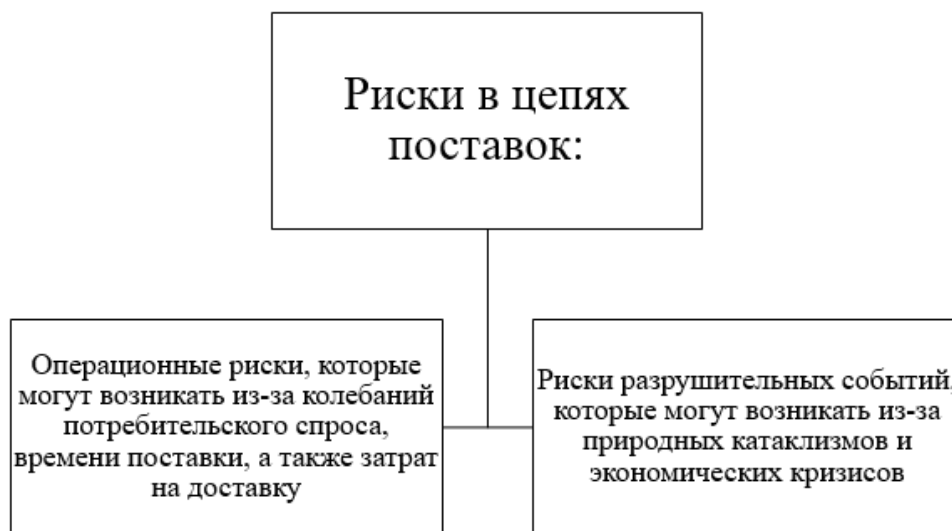 Риски в цепях
поставок:
Операционные риски, которые
могут возникать из-за колебаний
потребительского спроса,
времени поставки, а также затрат
на доставку
Риски разрушительных событий,
которые могут возникать из-за
природных катаклизмов и
экономических кризисов